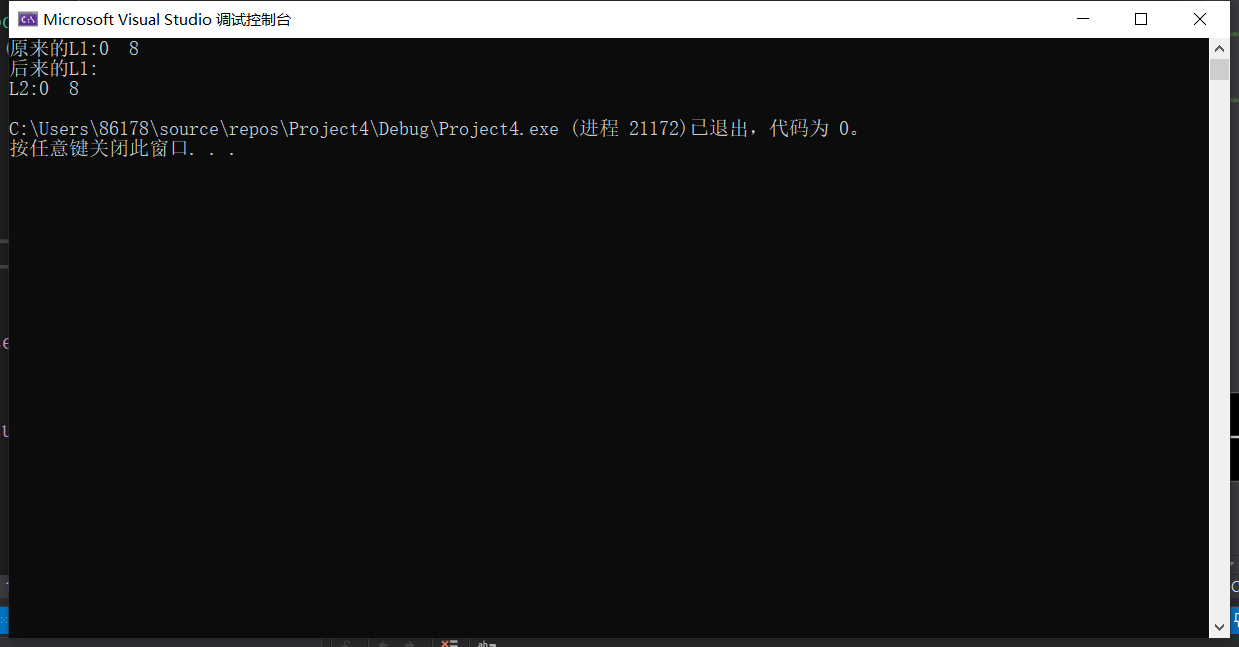 Microsoft Visual Studio 调试控制台
原来的L1:0  8
后来的L1:
L2:0  8
C:\Users\86178\source\repos\Project4\Debug\Project4.exe (进程 21172)已退出，代码为 0。
按任意键关闭此窗口. . .